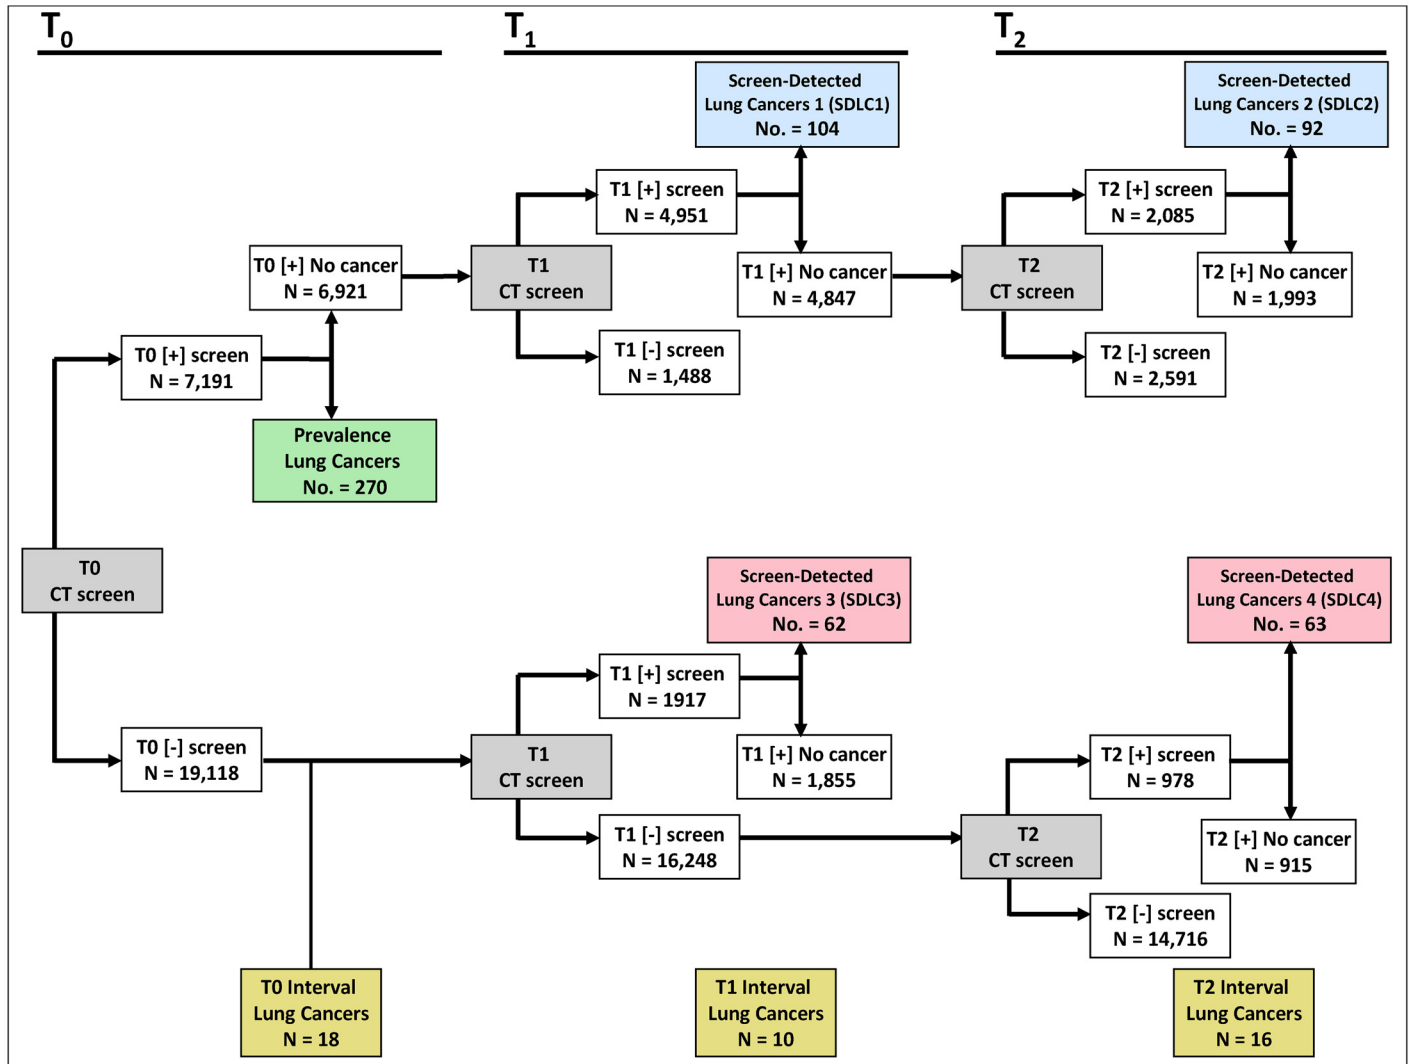 T0
T1
T2
Screen-Detected
Lung Cancers 1 (SDLC1)
No. = 104
Screen-Detected
Lung Cancers 2 (SDLC2)
No. = 92
T1 [+] screen
N = 4,951
T2 [+] screen
N = 2,085
T0 [+] No cancer
N = 6,921
T1
CT screen
T1 [+] No cancer
N = 4,847
T2
CT screen
T2 [+] No cancer
N = 1,993
T0 [+] screen
N = 7,191
T1 [-] screen
N = 1,488
T2 [-] screen
N = 2,591
Prevalence
Lung Cancers
No. = 270
T0
CT screen
Screen-Detected
Lung Cancers 3 (SDLC3)
No. = 62
Screen-Detected
Lung Cancers 4 (SDLC4)
No. = 63
T1 [+] screen
N = 1917
T0 [-] screen
N = 19,118
T1
CT screen
T1 [+] No cancer
N = 1,855
T2 [+] screen
N = 978
T1 [-] screen
N = 16,248
T2
CT screen
T2 [+] No cancer
N = 915
T2 [-] screen
N = 14,716
T0 Interval
Lung Cancers
N = 18
T1 Interval
Lung Cancers
N = 10
T2 Interval
Lung Cancers
N = 16